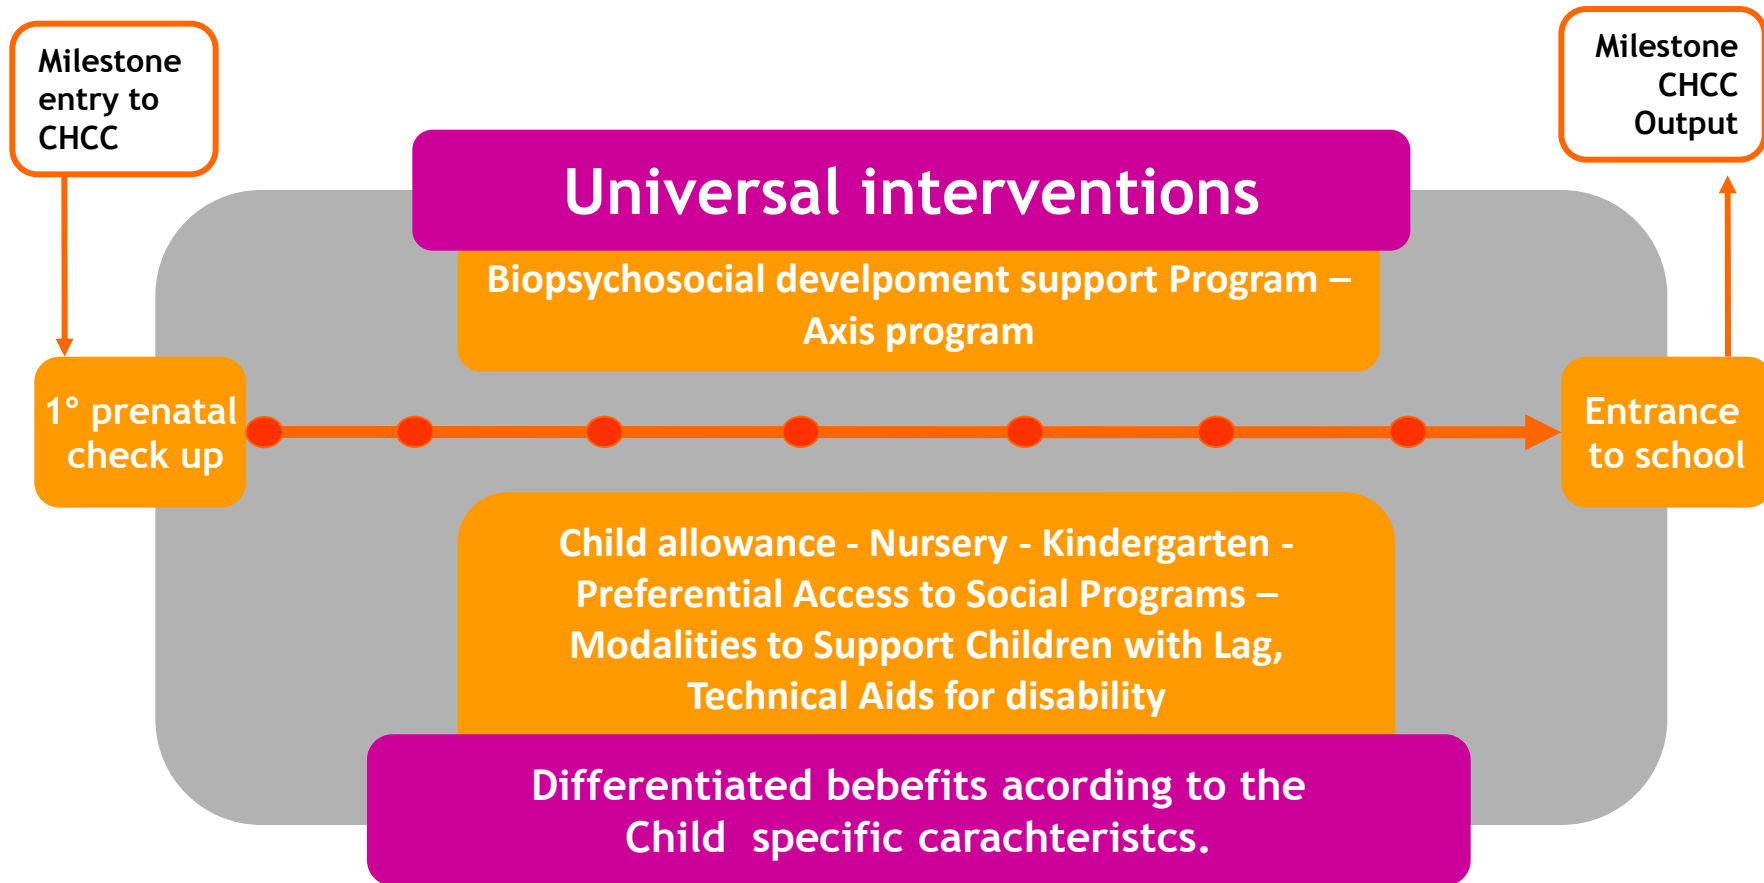 Milestone
entry to
CHCC
Milestone
CHCC
Output
Universal interventions
Biopsychosocial develpoment support Program –
Axis program
1° prenatal
check up
Entrance
to school
Child allowance - Nursery - Kindergarten -
Preferential Access to Social Programs –
Modalities to Support Children with Lag,
Technical Aids for disability
Differentiated bebefits acording to the
Child specific carachteristcs.